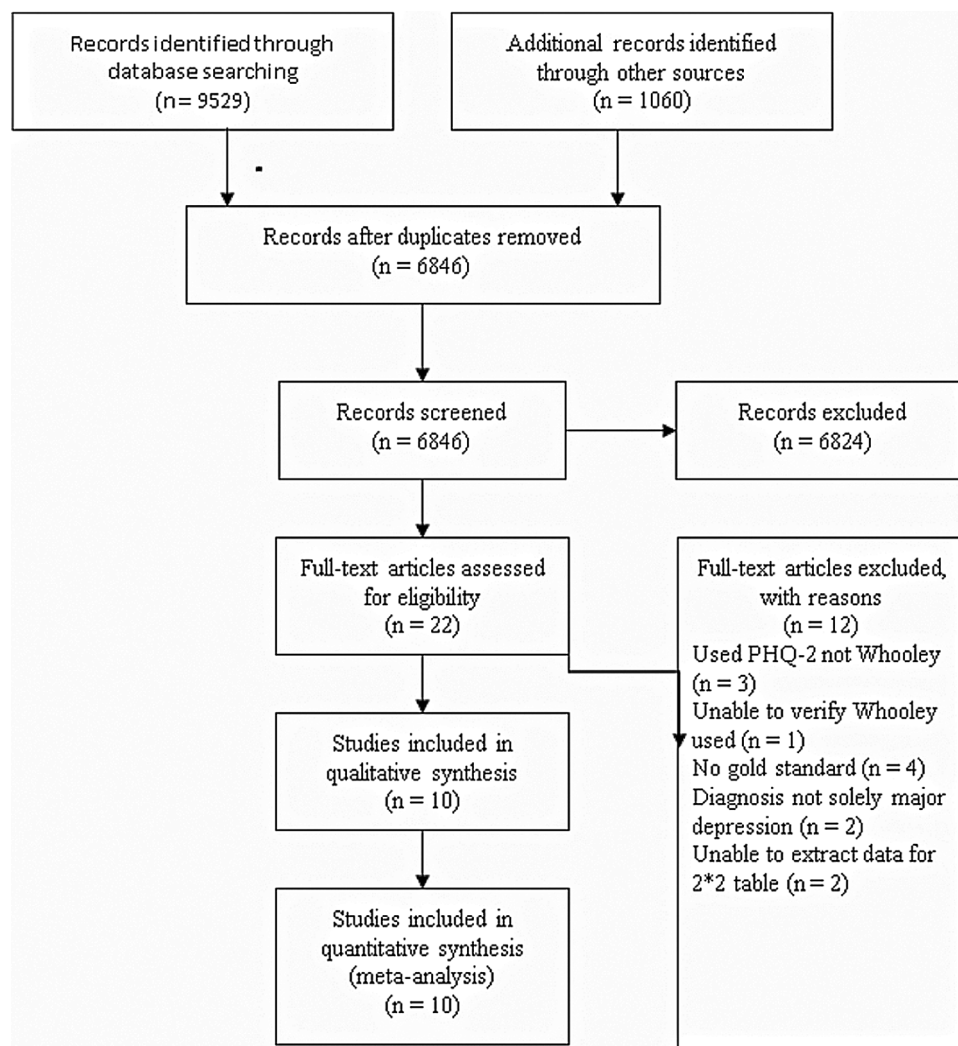 Records identified through
database searching
(n= 9529)
Additional records identified
through other sources
(n = 1060)
Records after duplicates removed
(n = 6846)
Records screened
(n = 6846)
Records excluded
(n = 6824)
Full-text articles assessed
for eligibility
(n = 22)
Full-text articles excluded,
with reasons
(n = 12)
Used PHQ-2 not Whooley
(n = 3)
Unable to verify Whooley
used (n = 1)
No gold standard (n = 4)
Diagnosis not solely major
depression (n = 2)
Unable to extract data for
2*2 table (n = 2)
Studies included in
qualitative synthesis
(n = 10)
Studies included in
quantitative synthesis
(meta-analysis)
(n = 10)